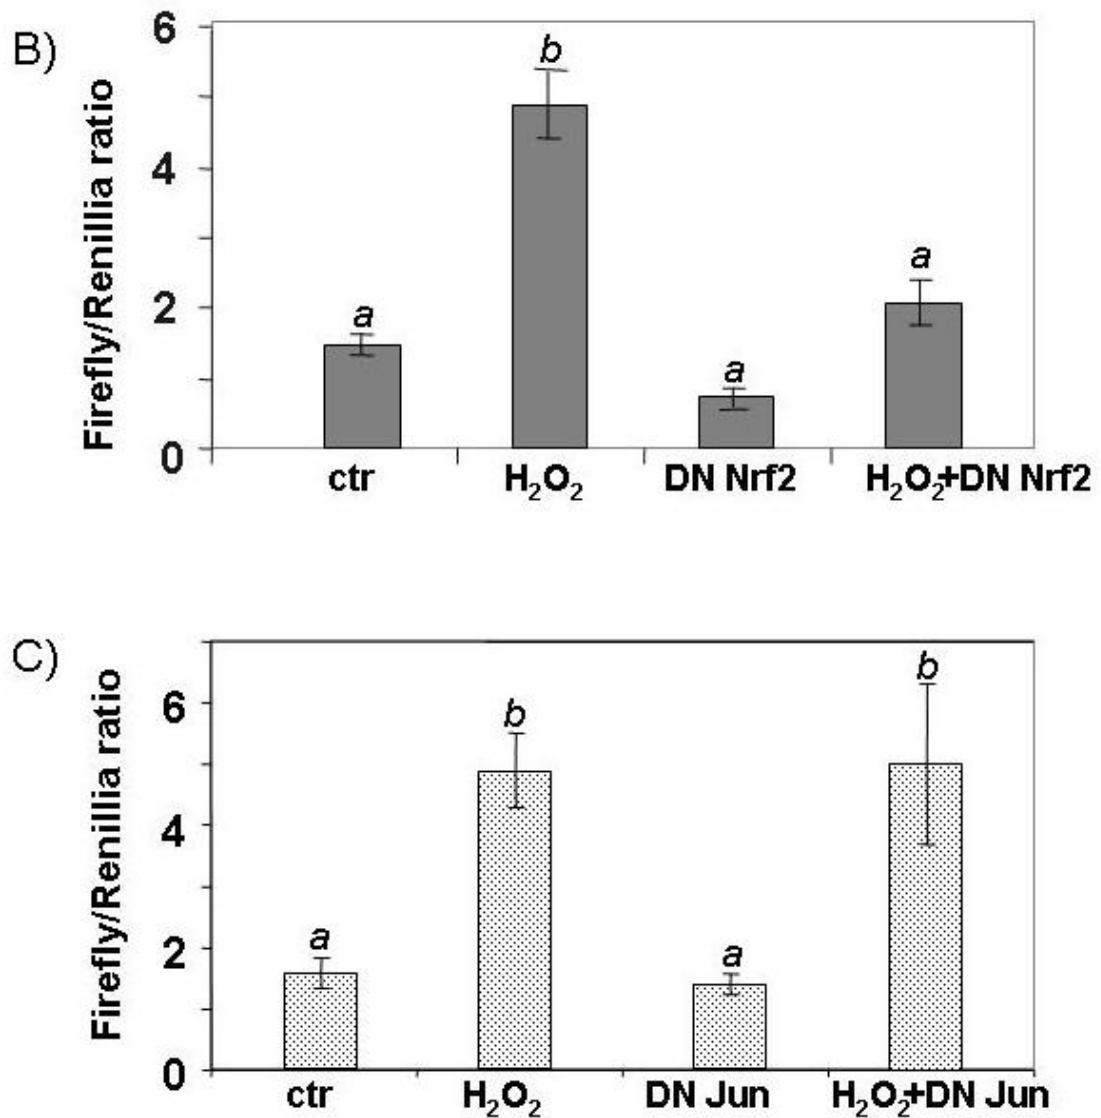 B)
Firefly/Renillia ratio
6
4
2
0
a
b
a
a
ctr
H₂O₂
DN Nrf2
H₂O₂+DN Nrf2
C)
Firefly/Renillia ratio
6
4
2
0
a
b
a
b
ctr
H₂O₂
DN Jun
H₂O₂+DN Jun